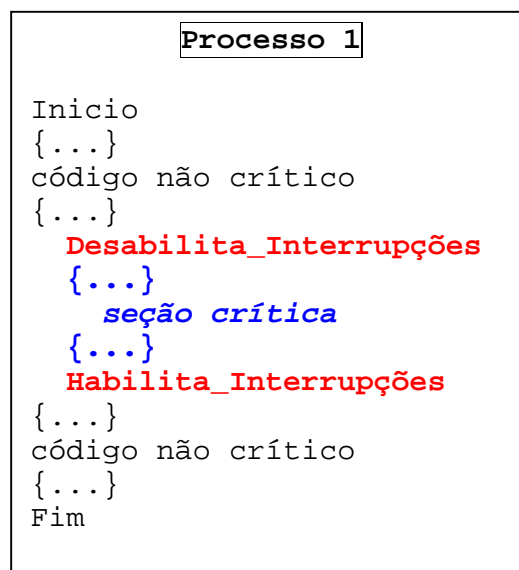 Processo 1
Inicio
{...}
código não crítico
{...}
Desabilita_Interrupções
{...}
seção crítica
{...}
Habilita_Interrupções
{...}
código não crítico
{...}
Fim